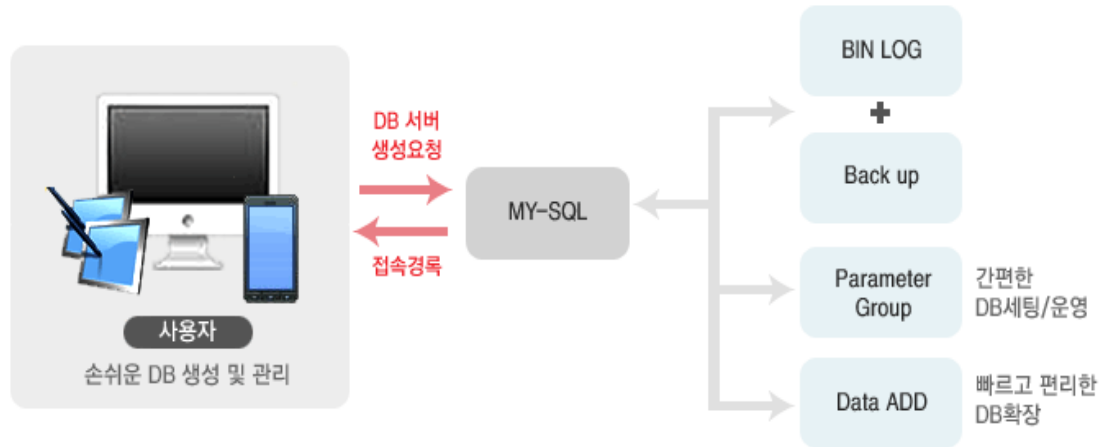 DB 서버
생성요청
접속경록
사용자
손쉬운 DB 생성 및 관리
MY-SQL
BIN LOG
+
Back up
Parameter
Group
간편한
DB세팅/운영
Data ADD
빠르고 편리한
DB확장